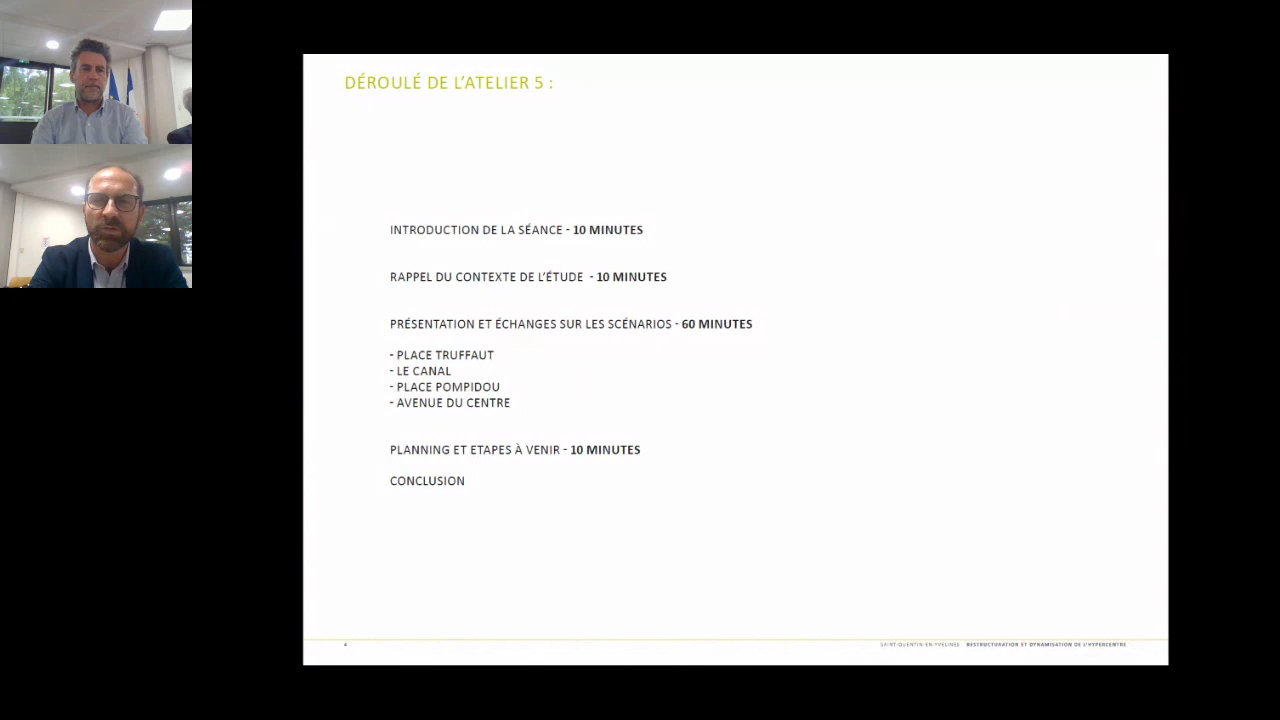 DÉROULÉ DE L'ATELIER 5 :
INTRODUCTION DE LA SÉANCE - 10 MINUTES
RAPPEL DU CONTEXTE DE L'ÉTUDE - 10 MINUTES
PRÉSENTATION ET ÉCHANGES SUR LES SCÉNARIOS - 60 MINUTES
- PLACE TRUFFAUT
- LE CANAL
- PLACE POMPIDOU
- AVENUE DU CENTRE
PLANNING ET ETAPES À VENIR - 10 MINUTES
CONCLUSION
4
SAINT-QUENTIN-EN-YVELINES RESTRUCTURATION ET DYNAMISATION DE L'HYPERCENTRE